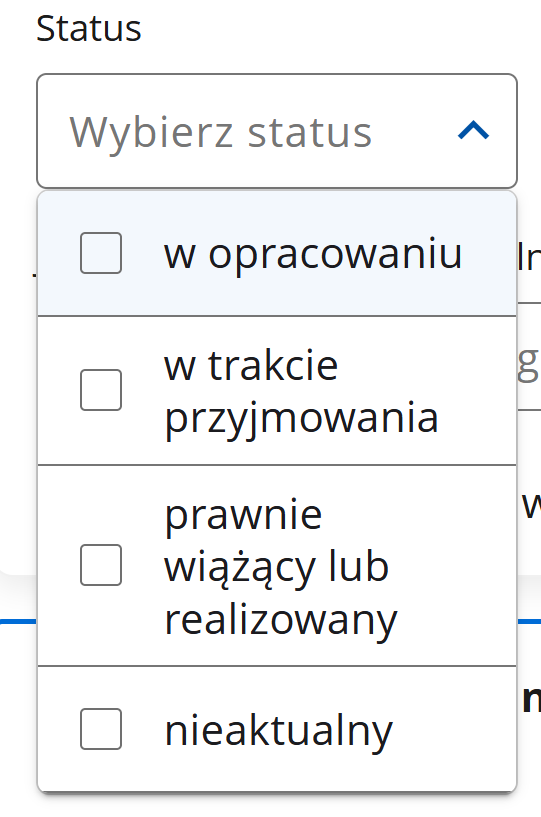 Status
Wybierz status
w opracowaniu
w trakcie
przyjmowania
prawnie
wiążący lub
realizowany
nieaktualny